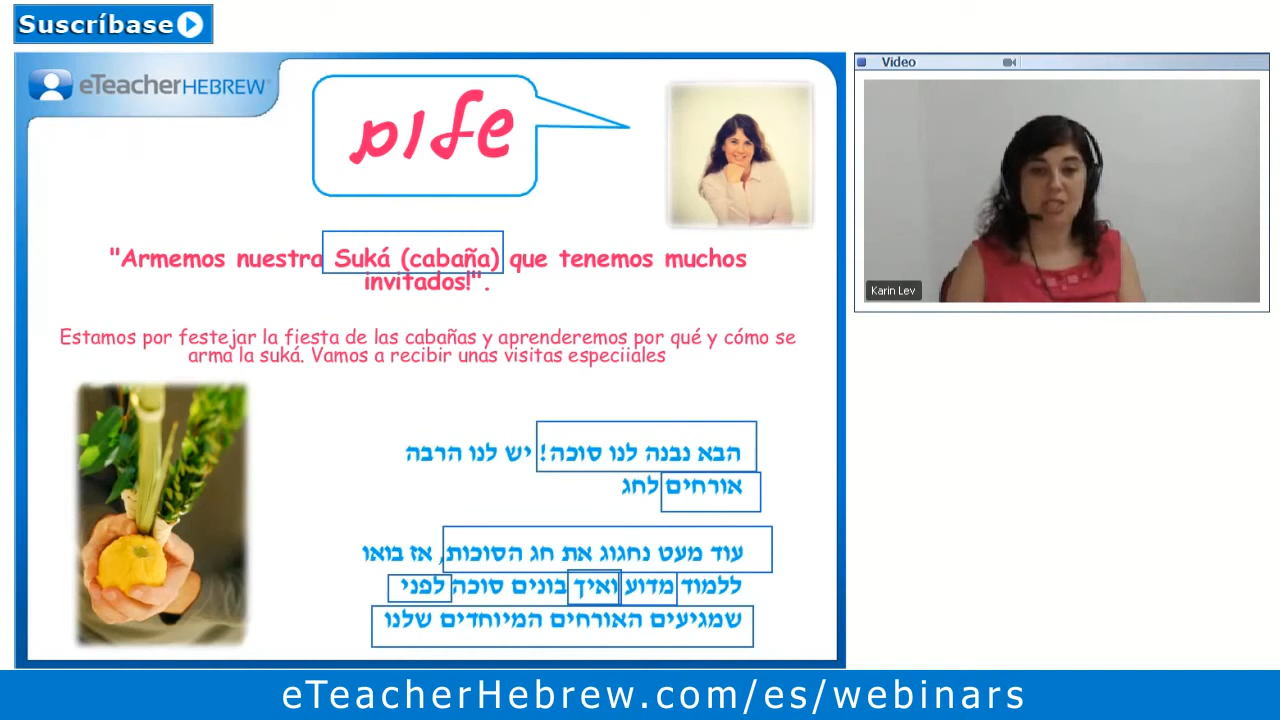 Suscríbase
eTeacherHEBREW®
שלום
"Armemos nuestra Suká (cabaña) que tenemos muchos
invitados!".
Estamos por festejar la fiesta de las cabañas y aprenderemos por qué y cómo se
arma la suká. Vamos a recibir unas visitas especiiales
הבא נבנה לנו סוכה! יש לנו הרבה
אורחים לחג
עוד מעט נחגוג את חג הסוכות, אז בואו
ללמוד מדוע ואיך בונים סוכה לפני
שמגיעים האורחים המיוחדים שלנו
Video
Karin Lev
eTeacherHebrew.com/es/webinars